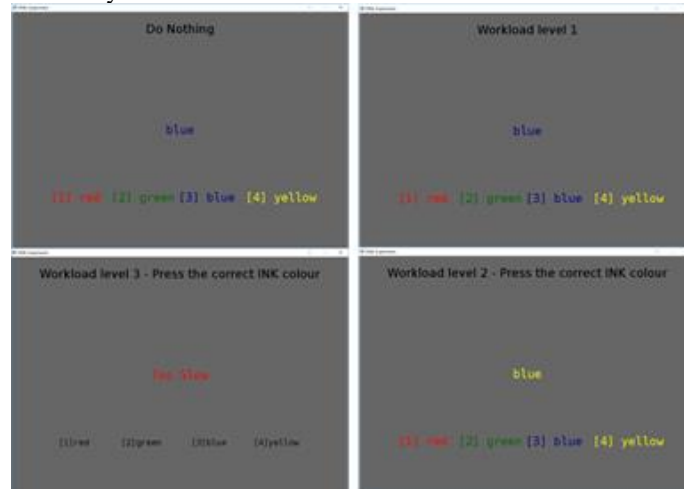 Do Nothing
blue
[1] red [2] green [3] blue [4] yellow
Workload level 1
blue
[1] red [2] green [3] blue [4] yellow
Workload level 3 - Press the correct INK colour
Too Slow
[1]red [2]green [3]blue [4]yellow
Workload level 2 - Press the correct INK colour
blue
[1] red [2] green [3] blue [4] yellow